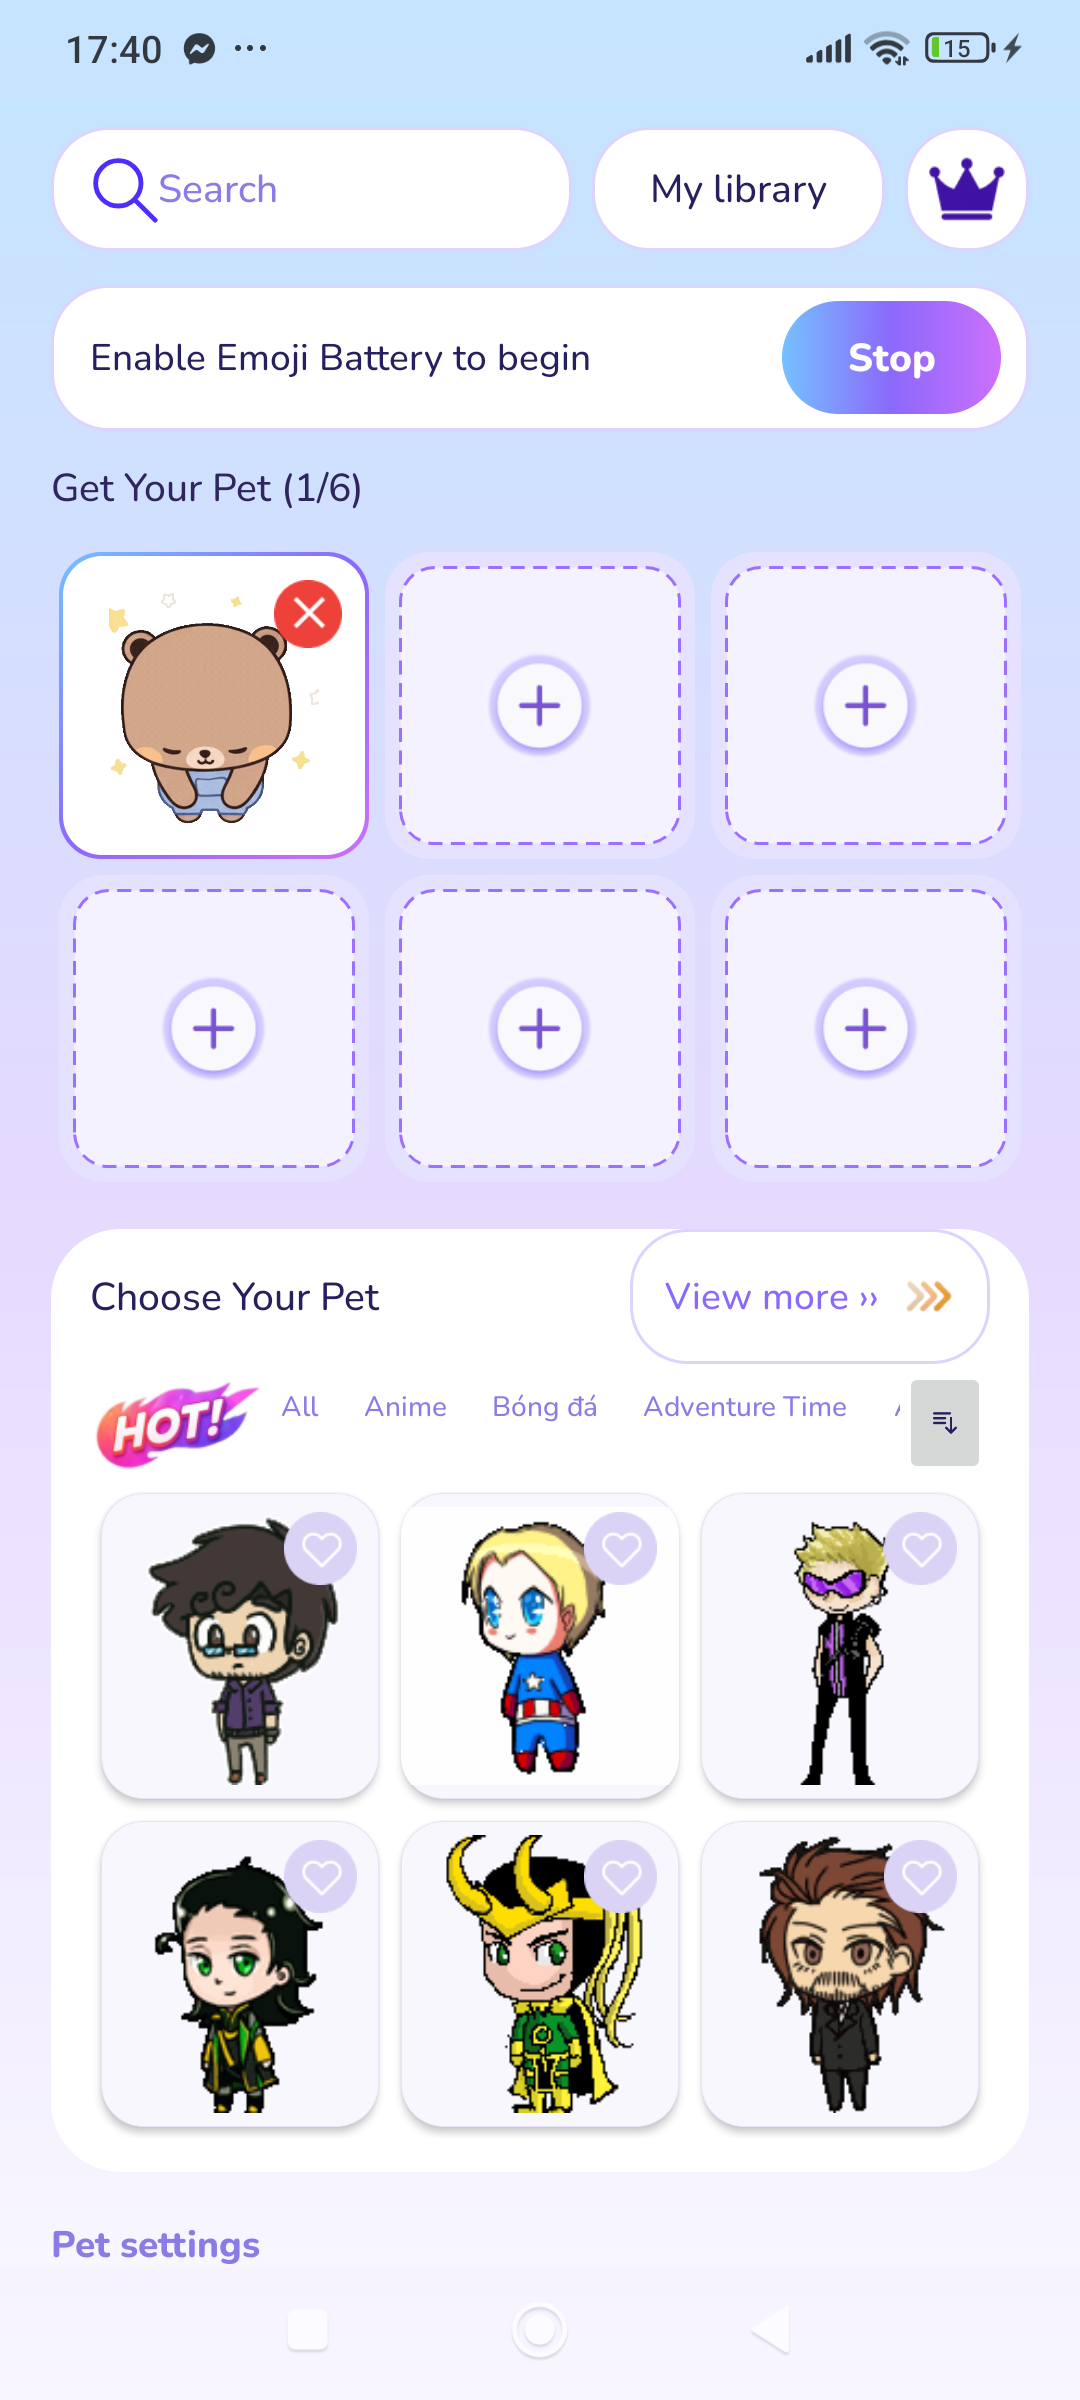 17:40
15
Search
My library
Enable Emoji Battery to begin
Stop
Get Your Pet (1/6)
Choose Your Pet
View more ››
HOT!
All
Anime
Bóng đá
Adventure Time
Pet settings